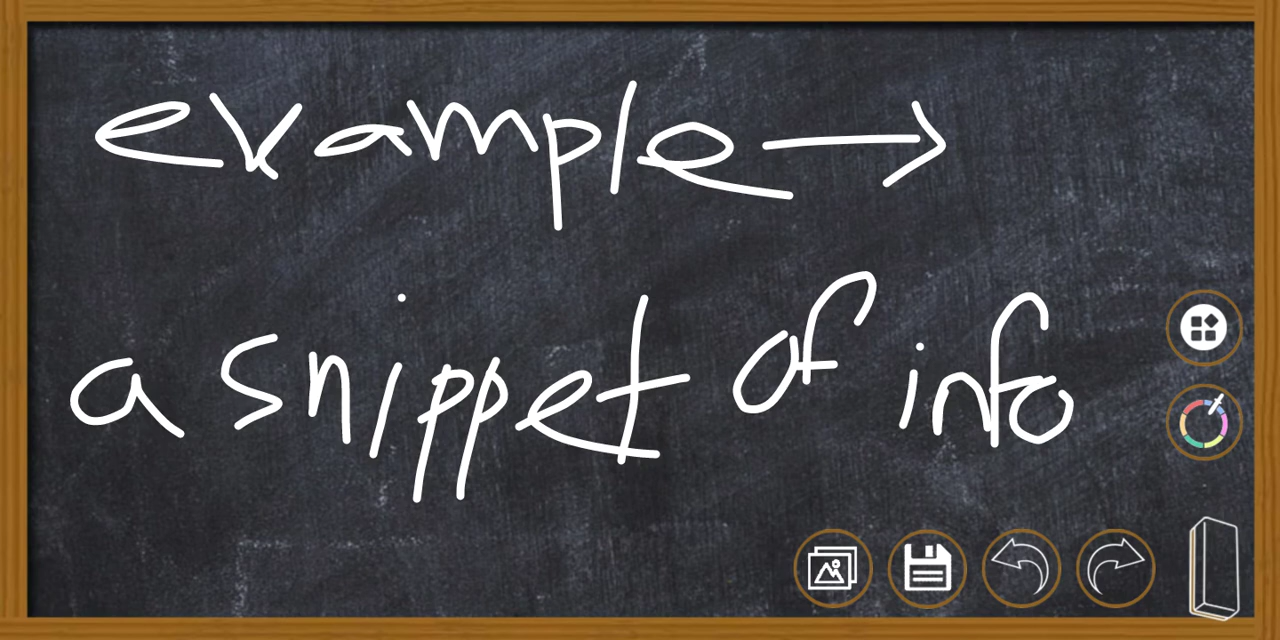 example →
a snippet of info